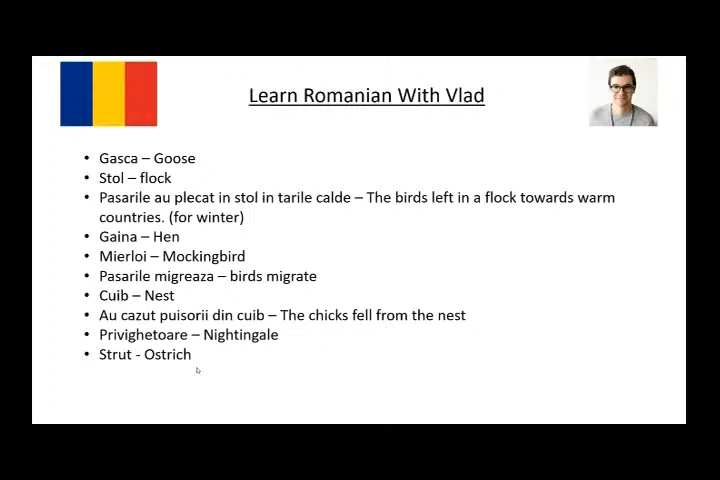 Learn Romanian With Vlad
• Gasca – Goose
• Stol – flock
• Pasarile au plecat in stol in tarile calde – The birds left in a flock towards warm
countries. (for winter)
• Gaina – Hen
• Mierloi – Mockingbird
• Pasarile migreaza – birds migrate
• Cuib – Nest
• Au cazut puisorii din cuib – The chicks fell from the nest
• Privighetoare – Nightingale
• Strut - Ostrich